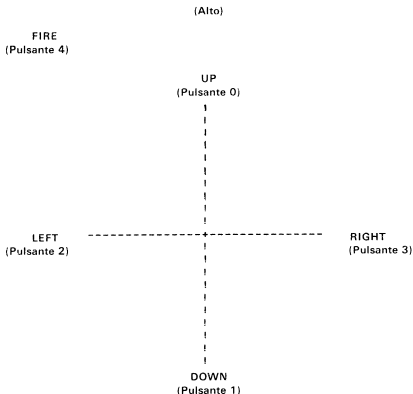 (Alto)
FIRE
(Pulsante 4)
UP
(Pulsante 0)
LEFT
(Pulsante 2)
RIGHT
(Pulsante 3)
DOWN
(Pulsante 1)